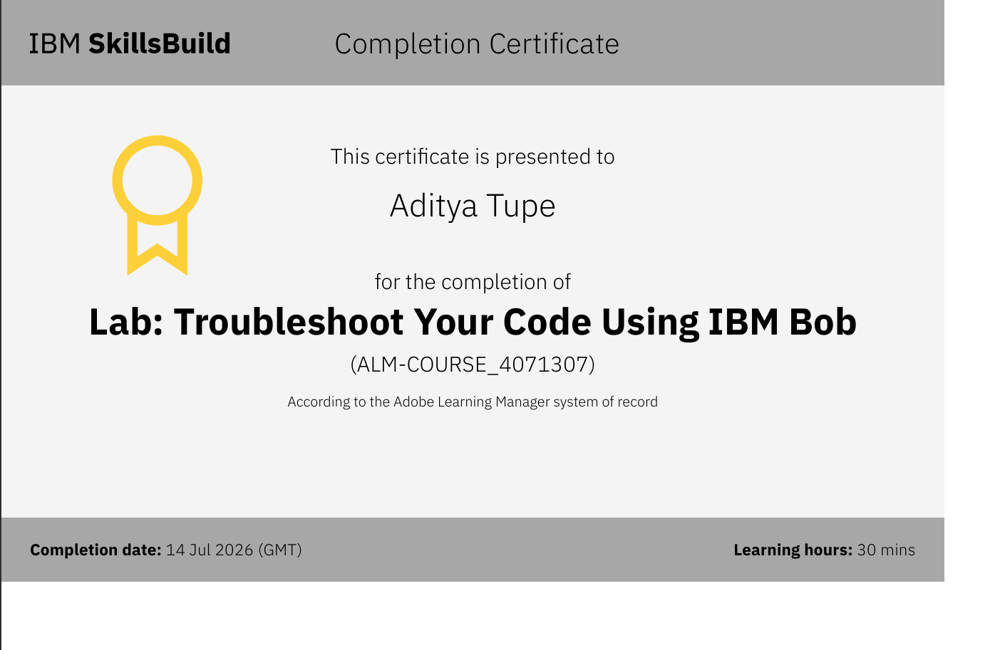 IBM SkillsBuild
Completion Certificate
This certificate is presented to
Aditya Tupe
for the completion of
Lab: Troubleshoot Your Code Using IBM Bob
(ALM-COURSE_4071307)
According to the Adobe Learning Manager system of record
Completion date: 14 Jul 2026 (GMT)
Learning hours: 30 mins